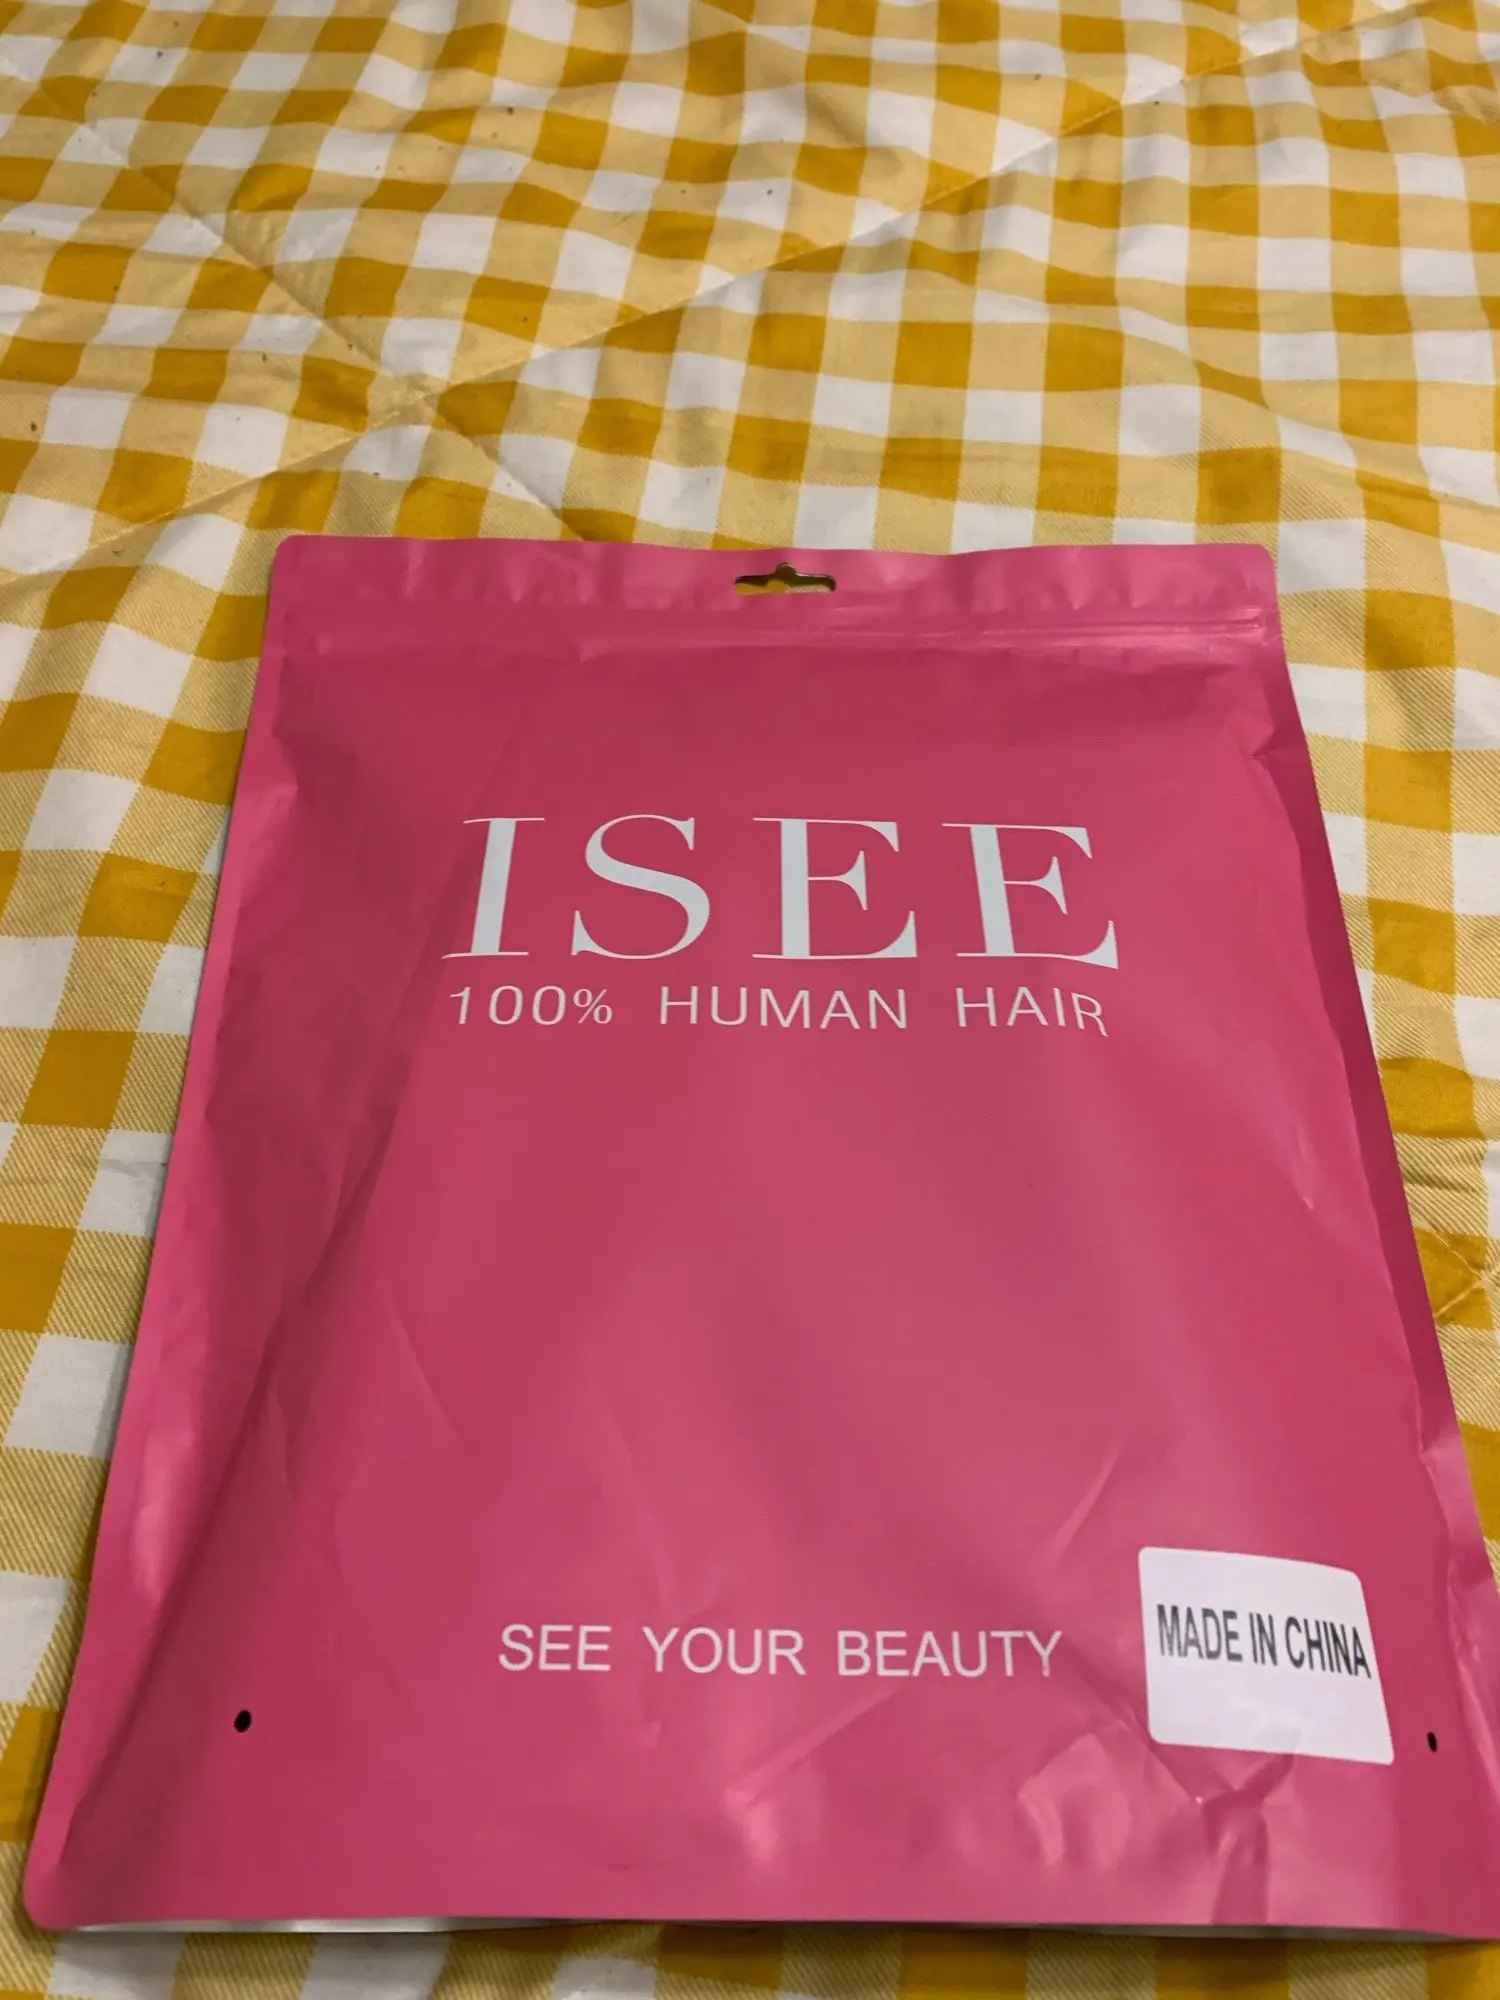 ISEE
100% HUMAN HAIR
SEE YOUR BEAUTY
MADE IN CHINA